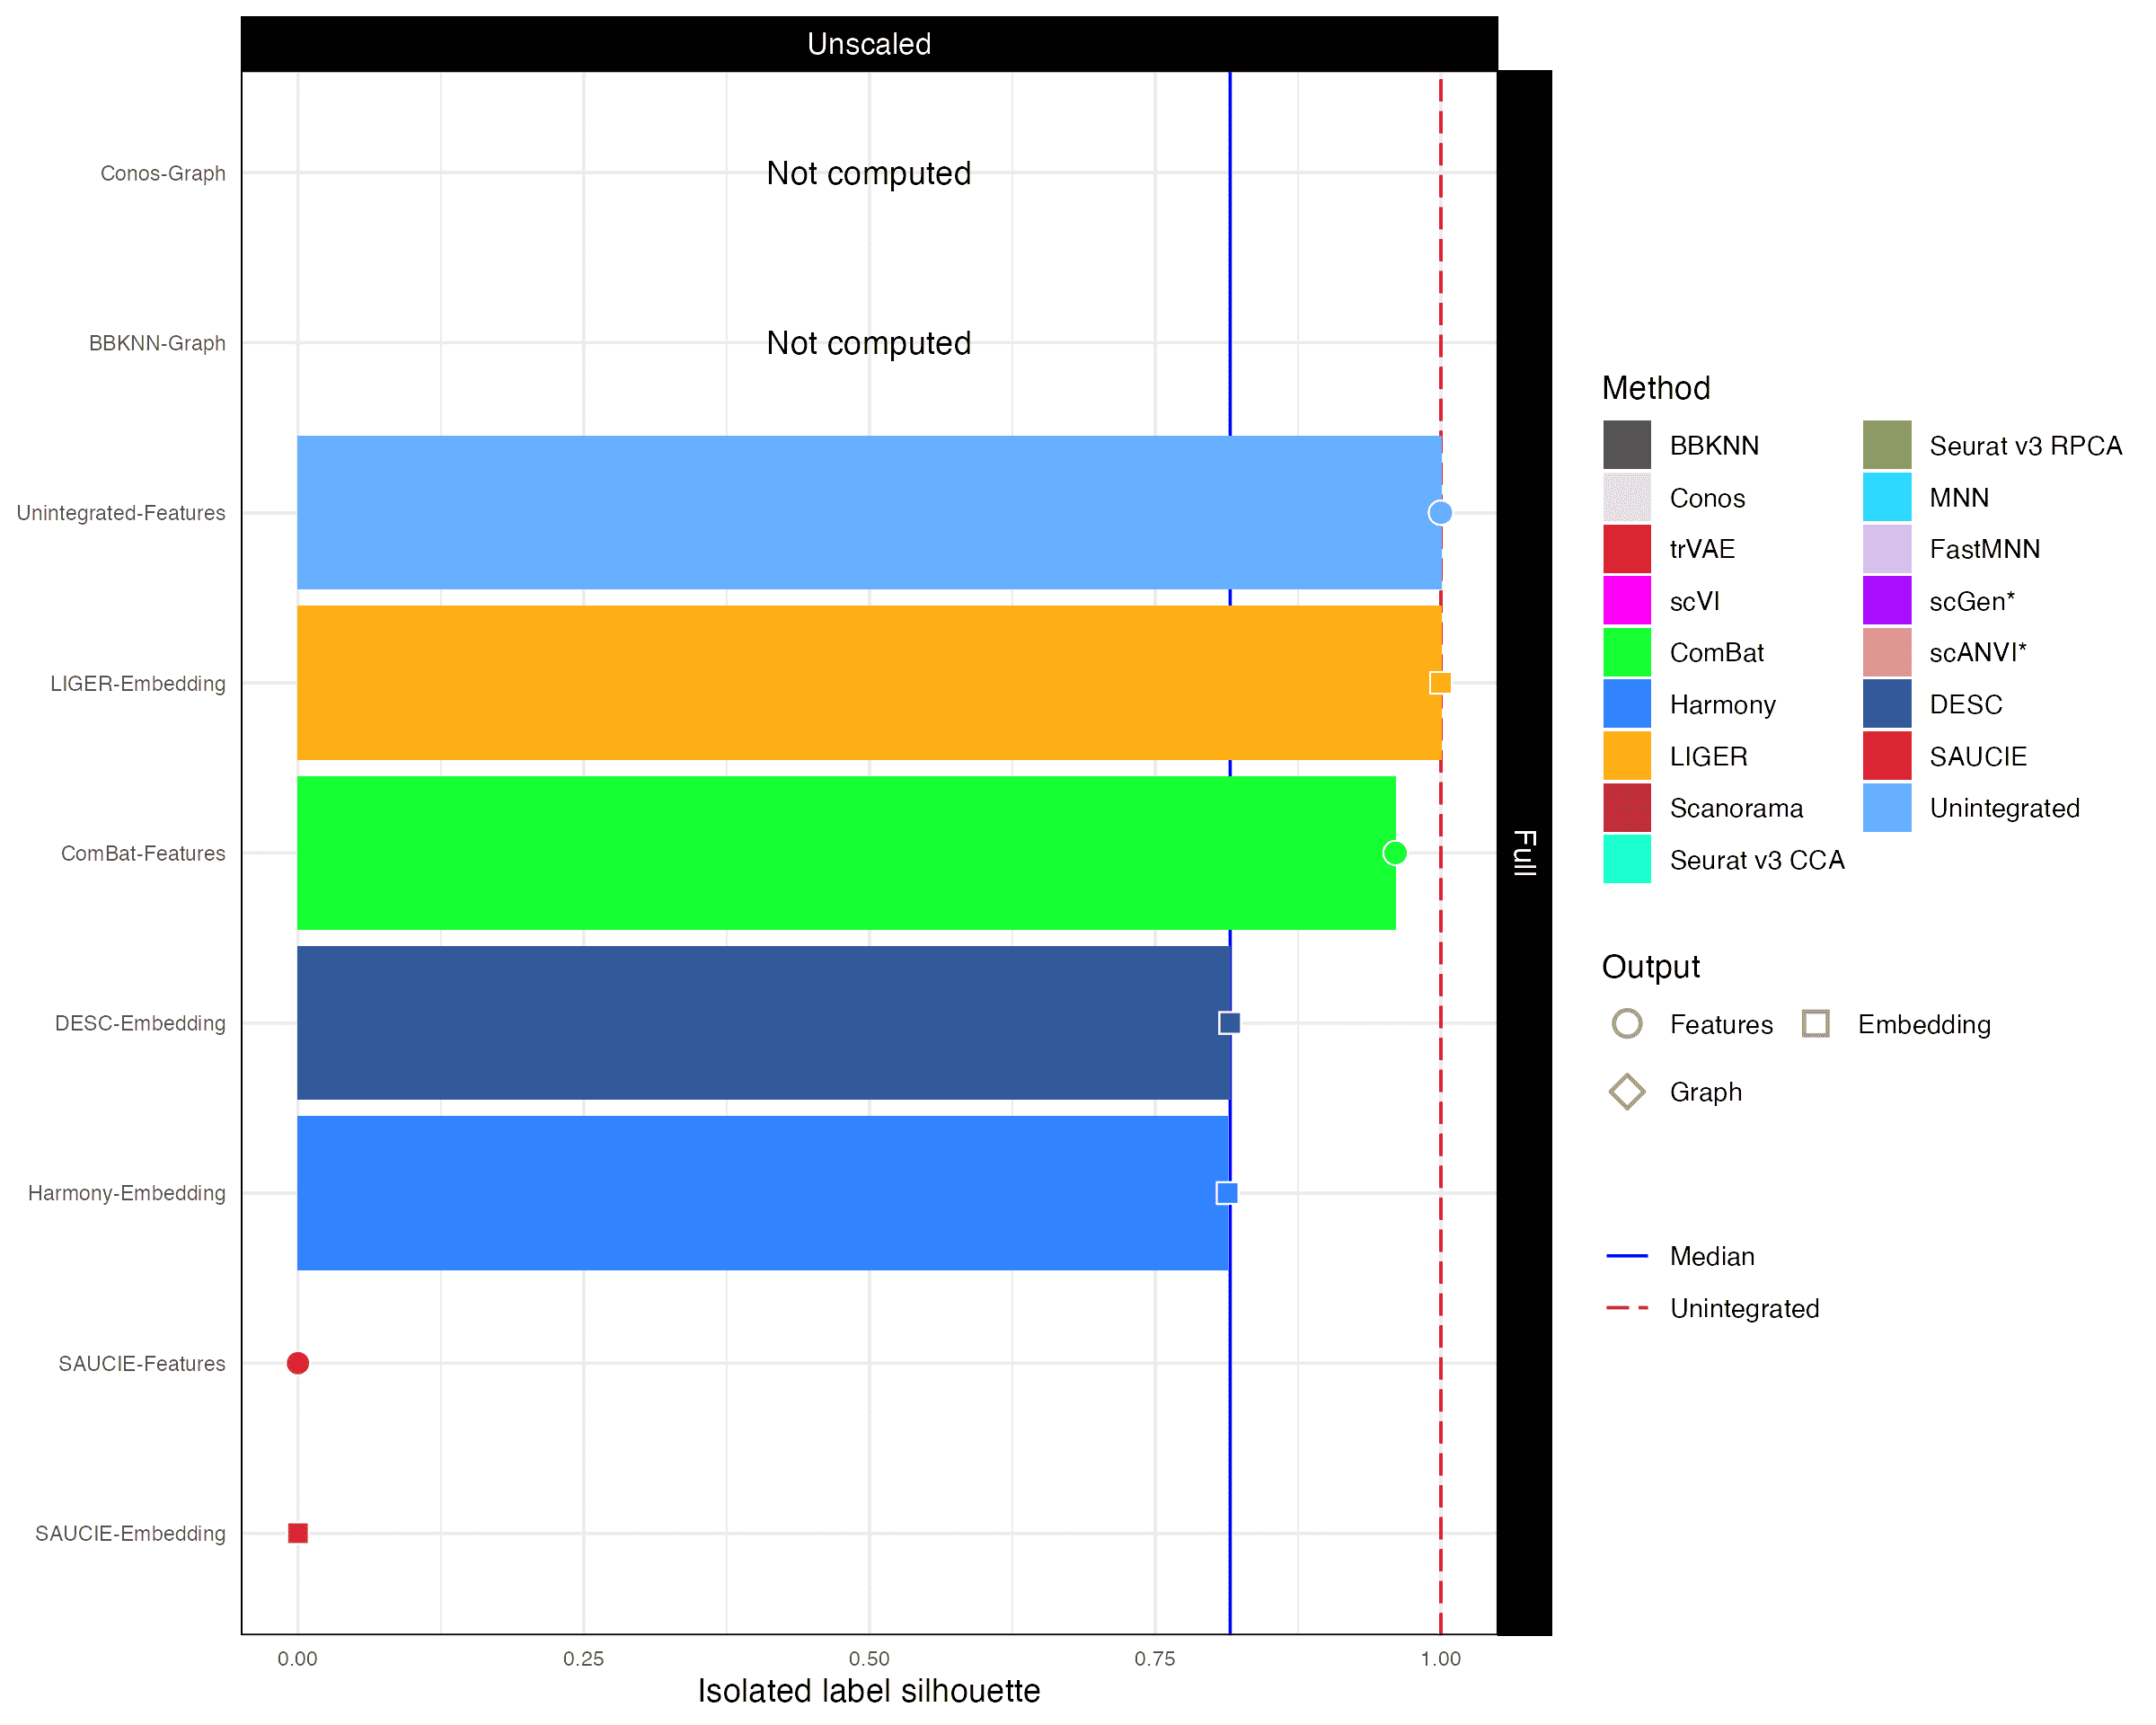 Unscaled
Conos-Graph
Not computed
BBKNN-Graph
Not computed
Unintegrated-Features
LIGER-Embedding
ComBat-Features
DESC-Embedding
Harmony-Embedding
SAUCIE-Features
SAUCIE-Embedding
0.00 0.25 0.50 0.75 1.00
Isolated label silhouette
Full
Method
BBKNN
Conos
trVAE
scVI
ComBat
Harmony
LIGER
Scanorama
Seurat v3 CCA
Seurat v3 RPCA
MNN
FastMNN
scGen*
scANVI*
DESC
SAUCIE
Unintegrated
Output
Features Embedding
Graph
Median
Unintegrated